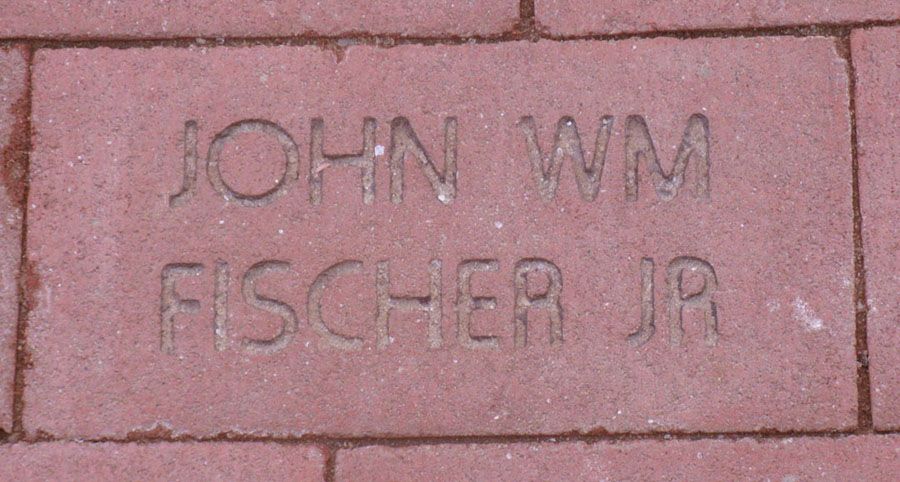 JOHN WM
FISCHER JR